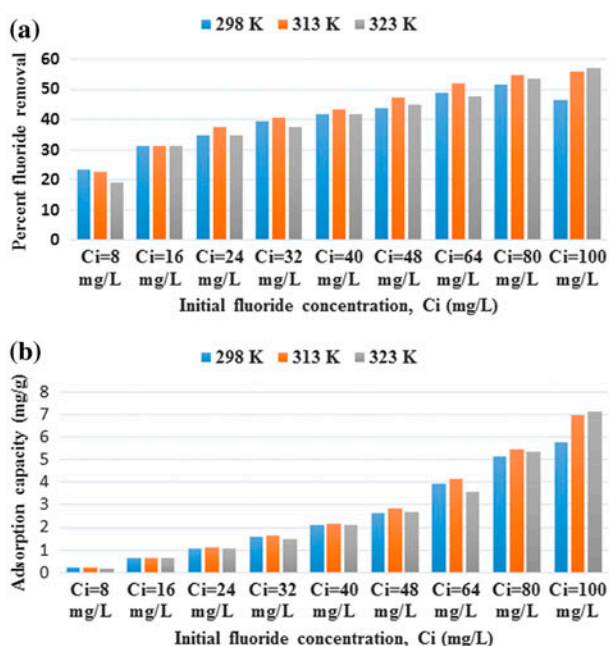 (a)
298 K 313 K 323 K
Percent fluoride removal
60
50
40
30
20
10
0
Ci=8 Ci=16 Ci=24 Ci=32 Ci=40 Ci=48 Ci=64 Ci=80 Ci=100
mg/L mg/L mg/L mg/L mg/L mg/L mg/L mg/L mg/L
Initial fluoride concentration, Ci (mg/L)
(b)
298 K 313 K 323 K
Adsorption capacity (mg/g)
8
7
6
5
4
3
2
1
0
Ci=8 Ci=16 Ci=24 Ci=32 Ci=40 Ci=48 Ci=64 Ci=80 Ci=100
mg/L mg/L mg/L mg/L mg/L mg/L mg/L mg/L mg/L
Initial fluoride concentration, Ci (mg/L)